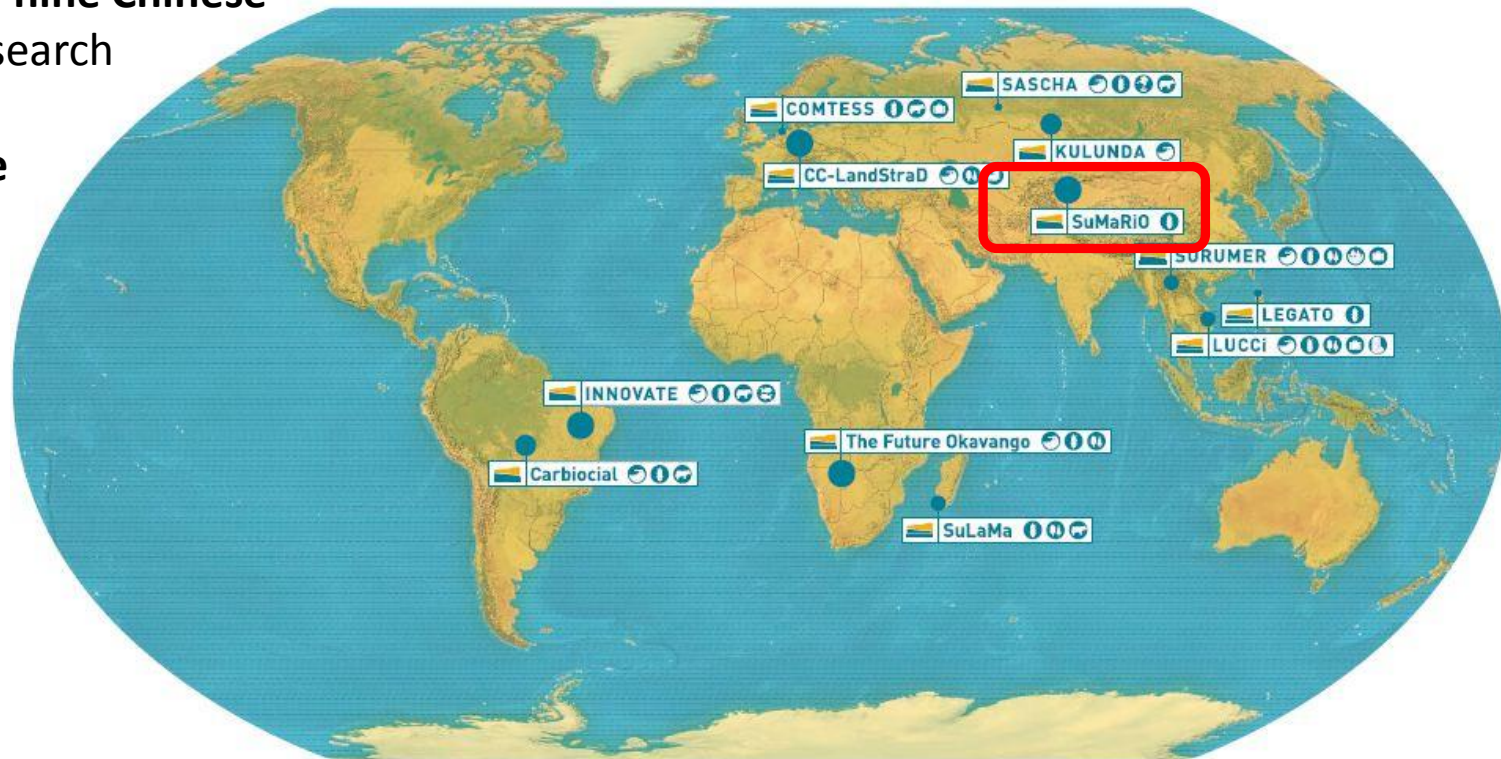 nine Chinese
search
e
SASCHA
COMTESS
KULUNDA
CC-LandStraD
SuMaRiO
SURUMER
LEGATO
LUCCi
INNOVATE
The Future Okavango
Carbiocial
SuLaMa